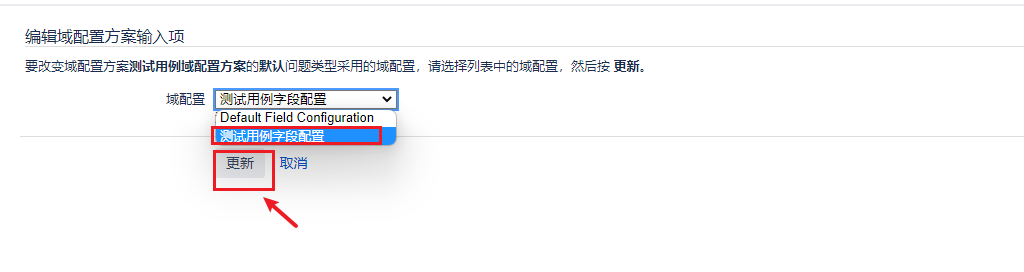 编辑域配置方案输入项
要改变域配置方案测试用例域配置方案的默认问题类型采用的域配置，请选择列表中的域配置，然后按 更新。
域配置 测试用例字段配置
Default Field Configuration
测试用例字段配置
更新 取消